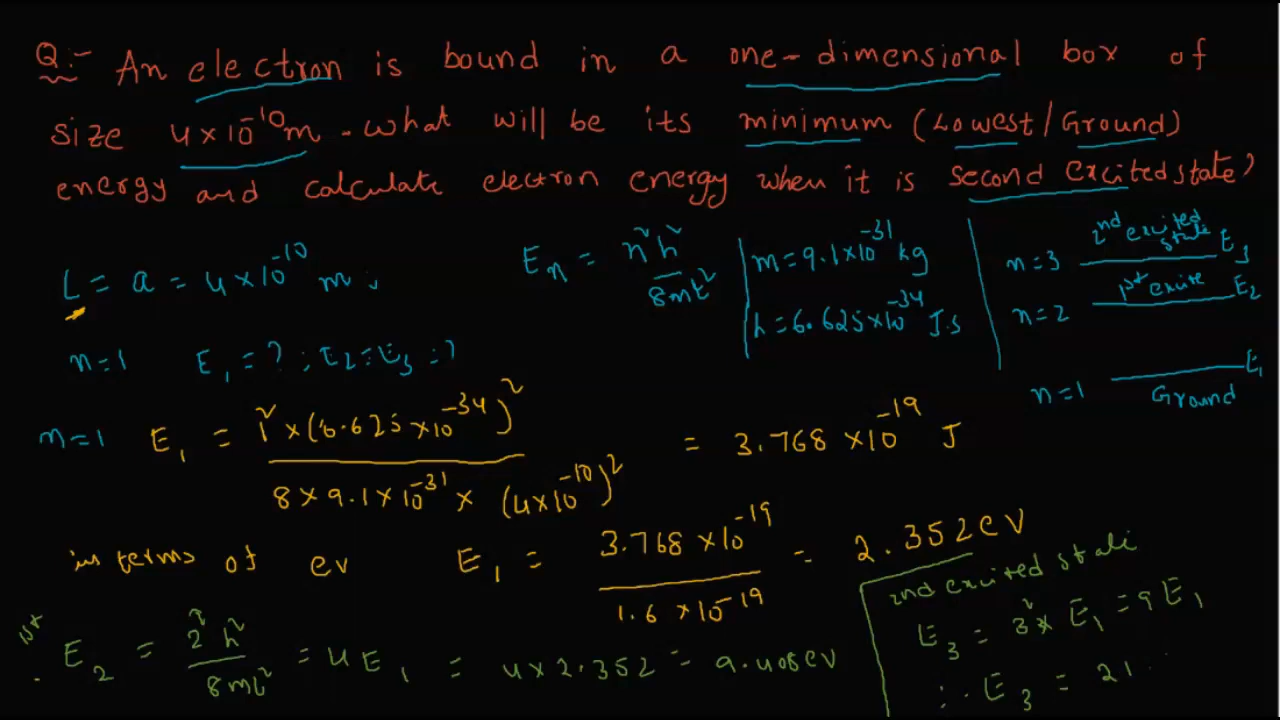 Q:- An electron is bound in a one-dimensional box of
size 4×10⁻¹⁰m. what will be its minimum (Lowest/Ground)
energy and calculate electron energy when it is second excited state?
L = a = 4×10⁻¹⁰ m.
Eₙ = n²h²/8mL²
m = 9.1×10⁻³¹ kg
h = 6.625×10⁻³⁴ J.s
n=3 2nd excited state E₃
n=2 1st excite E₂
n=1 Ground E₁
n=1 E₁ = ? ; E₂ = E₃ = ?
n=1 E₁ = 1² × (6.625×10⁻³⁴)² / 8×9.1×10⁻³¹ × (4×10⁻¹⁰)² = 3.768 ×10⁻¹⁹ J
in terms of ev E₁ = 3.768 ×10⁻¹⁹ / 1.6 ×10⁻¹⁹ = 2.352 eV
1st E₂ = 2²h²/8mL² = 4E₁ = 4×2.352 = 9.408eV
2nd excited state
E₃ = 3² × E₁ = 9E₁
∴ E₃ = 21